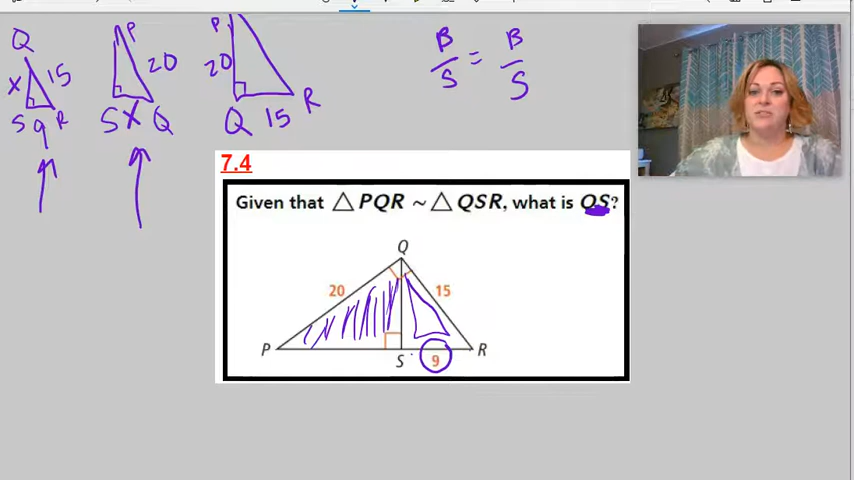 Q
X 15
S 9 R
P
20
S X Q
P
20
Q 15 R
B/S = B/S
7.4
Given that △PQR ~ △QSR, what is QS?
Q
20 15
P S 9 R